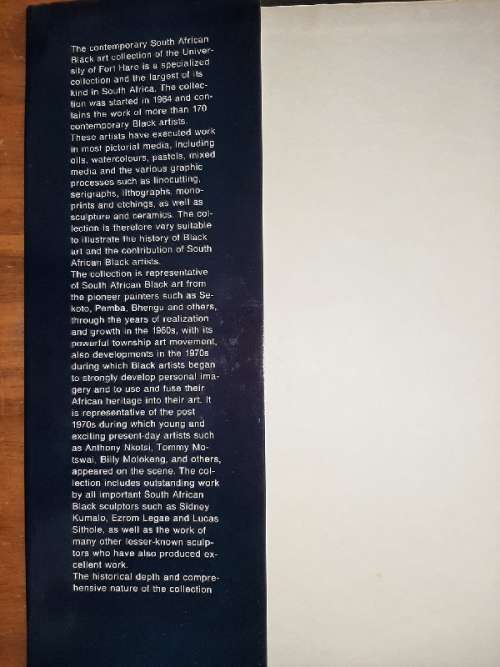 The contemporary South African
Black art collection of the Univer-
sity of Fort Hare is a specialized
collection and the largest of its
kind in South Africa. The collec-
tion was started in 1964 and con-
tains the work of more than 170
contemporary Black artists.
These artists have executed work
in most pictorial media, including
oils, watercolours, pastels, mixed
media and the various graphic
processes such as linocutting,
serigraphs, lithographs, mono-
prints and etchings, as well as
sculpture and ceramics. The col-
lection is therefore very suitable
to illustrate the history of Black
art and the contribution of South
African Black artists.
The collection is representative
of South African Black art from
the pioneer painters such as Se-
koto, Pemba, Bhengu and others,
through the years of realization
and growth in the 1960s, with its
powerful township art movement,
also developments in the 1970s
during which Black artists began
to strongly develop personal ima-
gery and to use and fuse their
African heritage into their art. It
is representative of the post
1970s during which young and
exciting present-day artists such
as Anthony Nkotsi, Tommy Mo-
tswai, Billy Molokeng, and others,
appeared on the scene. The col-
lection includes outstanding work
by all important South African
Black sculptors such as Sidney
Kumalo, Ezrom Legae and Lucas
Sithole, as well as the work of
many other lesser-known sculp-
tors who have also produced ex-
cellent work.
The historical depth and compre-
hensive nature of the collection